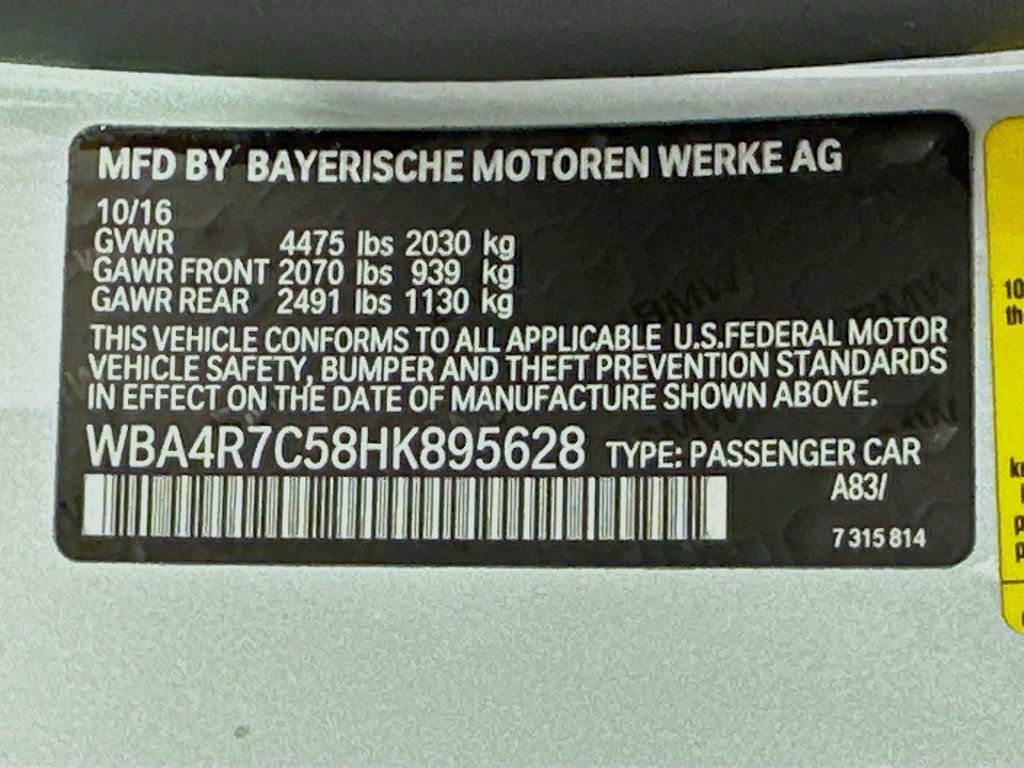 MFD BY BAYERISCHE MOTOREN WERKE AG
10/16
GVWR 4475 lbs 2030 kg
GAWR FRONT 2070 lbs 939 kg
GAWR REAR 2491 lbs 1130 kg
THIS VEHICLE CONFORMS TO ALL APPLICABLE U.S.FEDERAL MOTOR
VEHICLE SAFETY, BUMPER AND THEFT PREVENTION STANDARDS
IN EFFECT ON THE DATE OF MANUFACTURE SHOWN ABOVE.
WBA4R7C58HK895628 TYPE: PASSENGER CAR
A83/
7 315 814